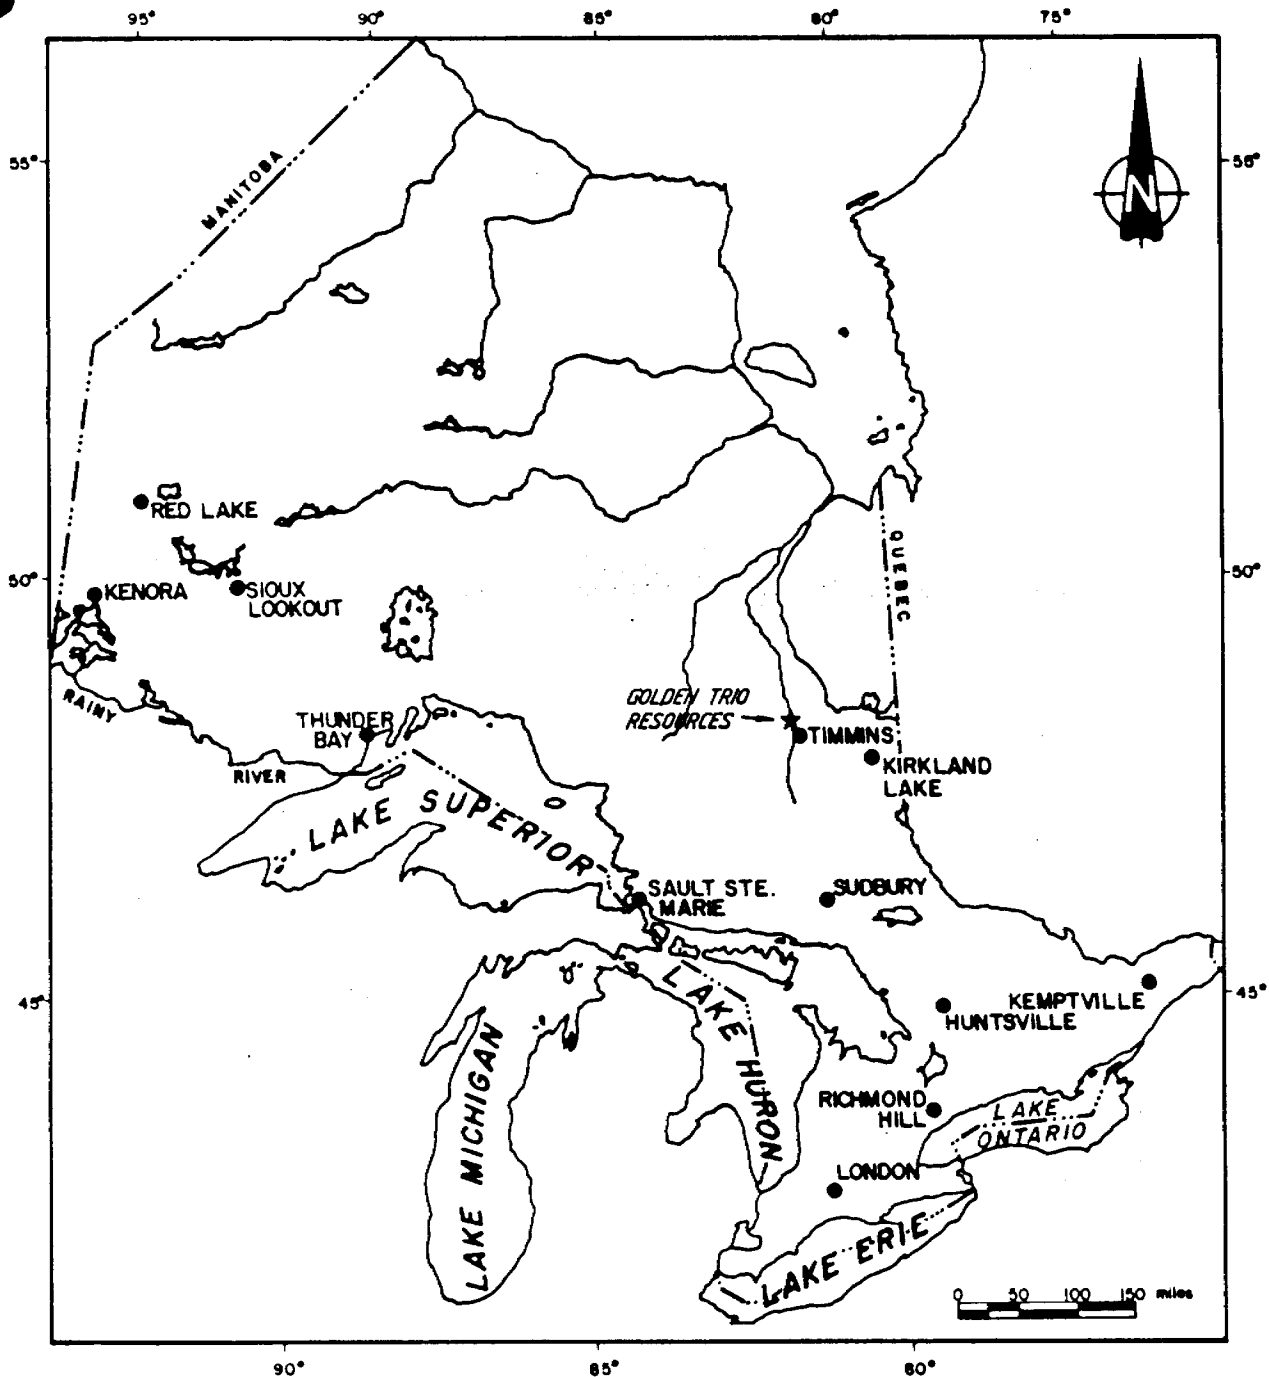 95° 90° 85° 80° 75°
55° 55°
MANITOBA
N
RED LAKE
50° 50°
QUEBEC
KENORA
SIOUX
LOOKOUT
GOLDEN TRIO
RESOURCES
RAINY
THUNDER
BAY
TIMMINS
RIVER
KIRKLAND
LAKE
LAKE SUPERIOR
SAULT STE.
MARIE
SUDBURY
45° 45°
LAKE HURON
KEMPTVILLE
HUNTSVILLE
LAKE MICHIGAN
RICHMOND
HILL
LAKE
ONTARIO
LONDON
LAKE ERIE
0 50 100 150 miles
90° 85° 80°